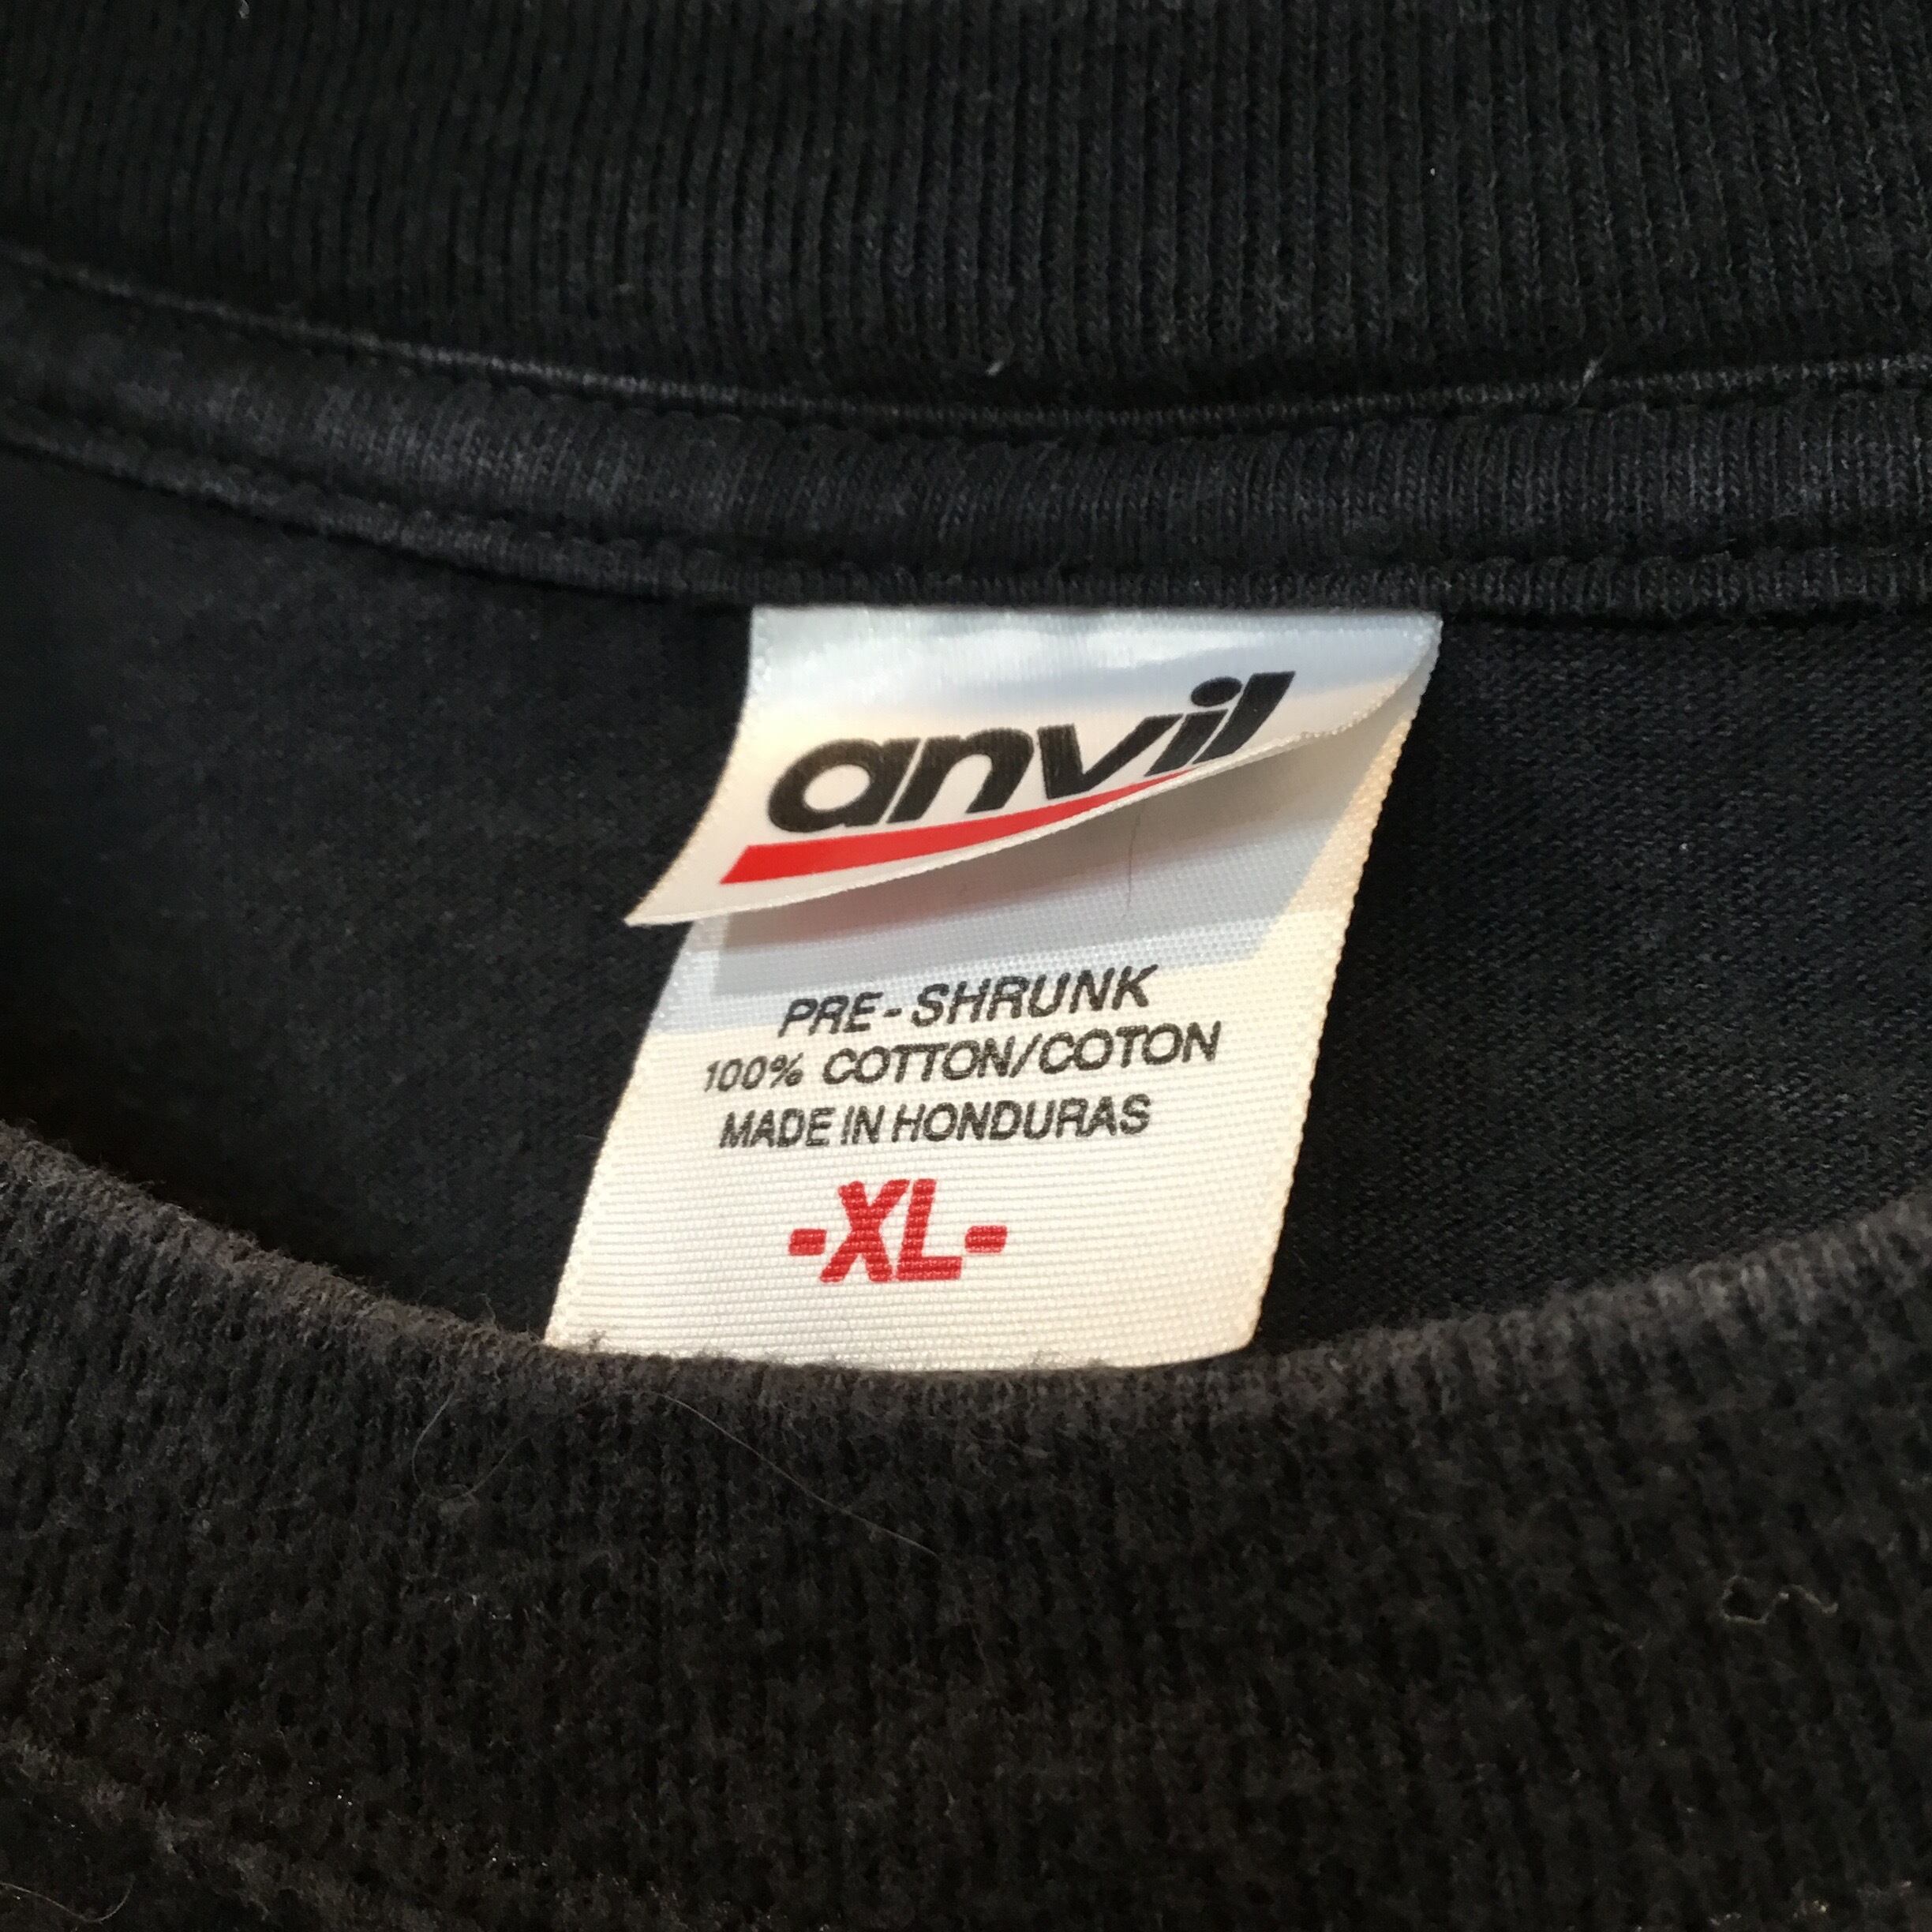 anvil
PRE-SHRUNK
100% COTTON/COTON
MADE IN HONDURAS
-XL-